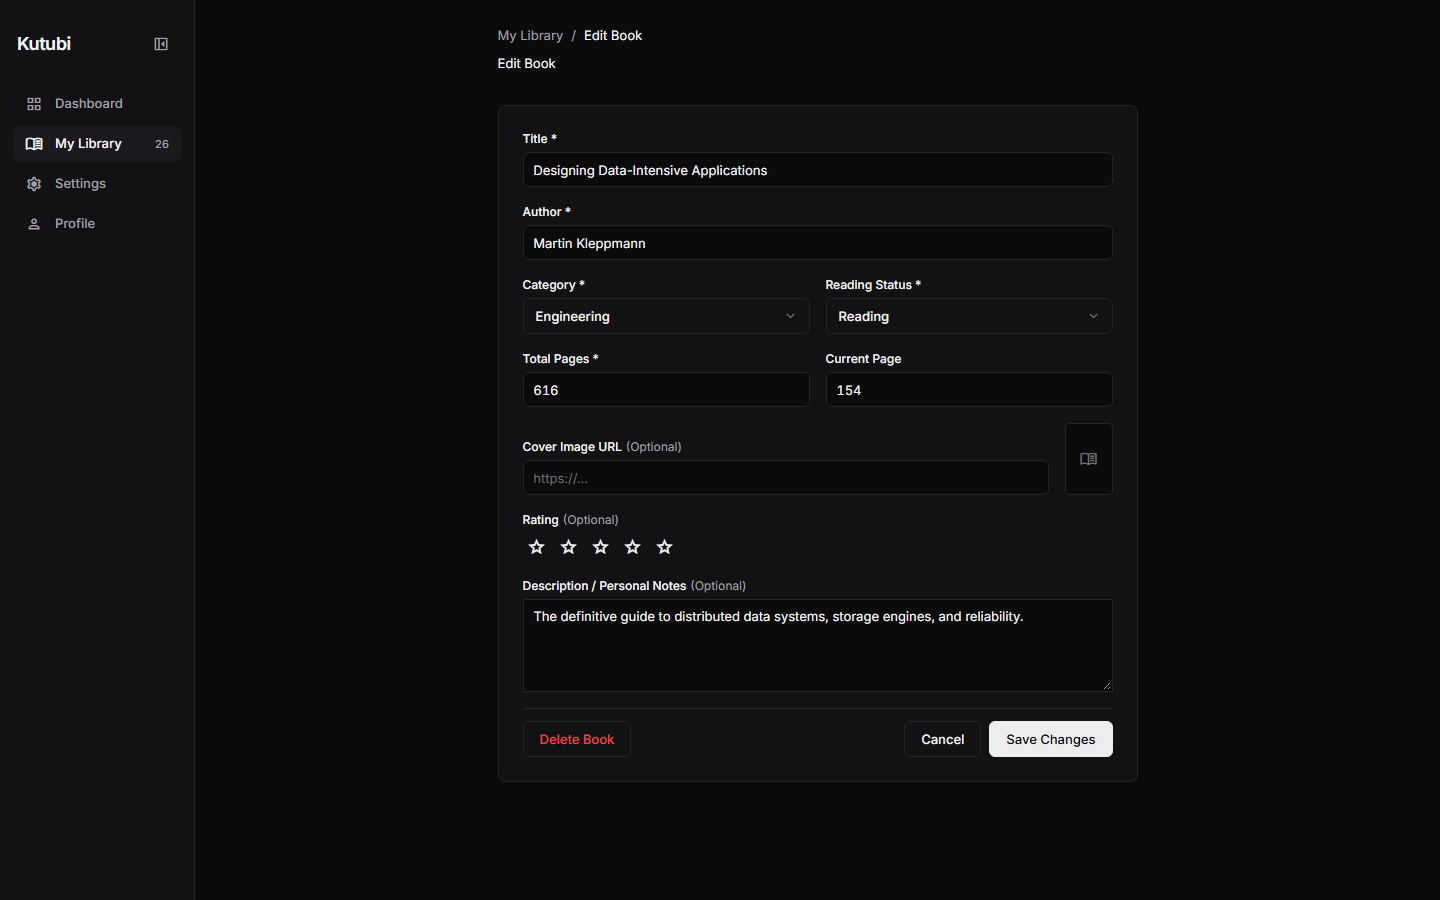 Kutubi
Dashboard
My Library 26
Settings
Profile
My Library / Edit Book
Edit Book
Title *
Designing Data-Intensive Applications
Author *
Martin Kleppmann
Category * Reading Status *
Engineering Reading
Total Pages * Current Page
616 154
Cover Image URL (Optional)
https://...
Rating (Optional)
Description / Personal Notes (Optional)
The definitive guide to distributed data systems, storage engines, and reliability.
Delete Book Cancel Save Changes